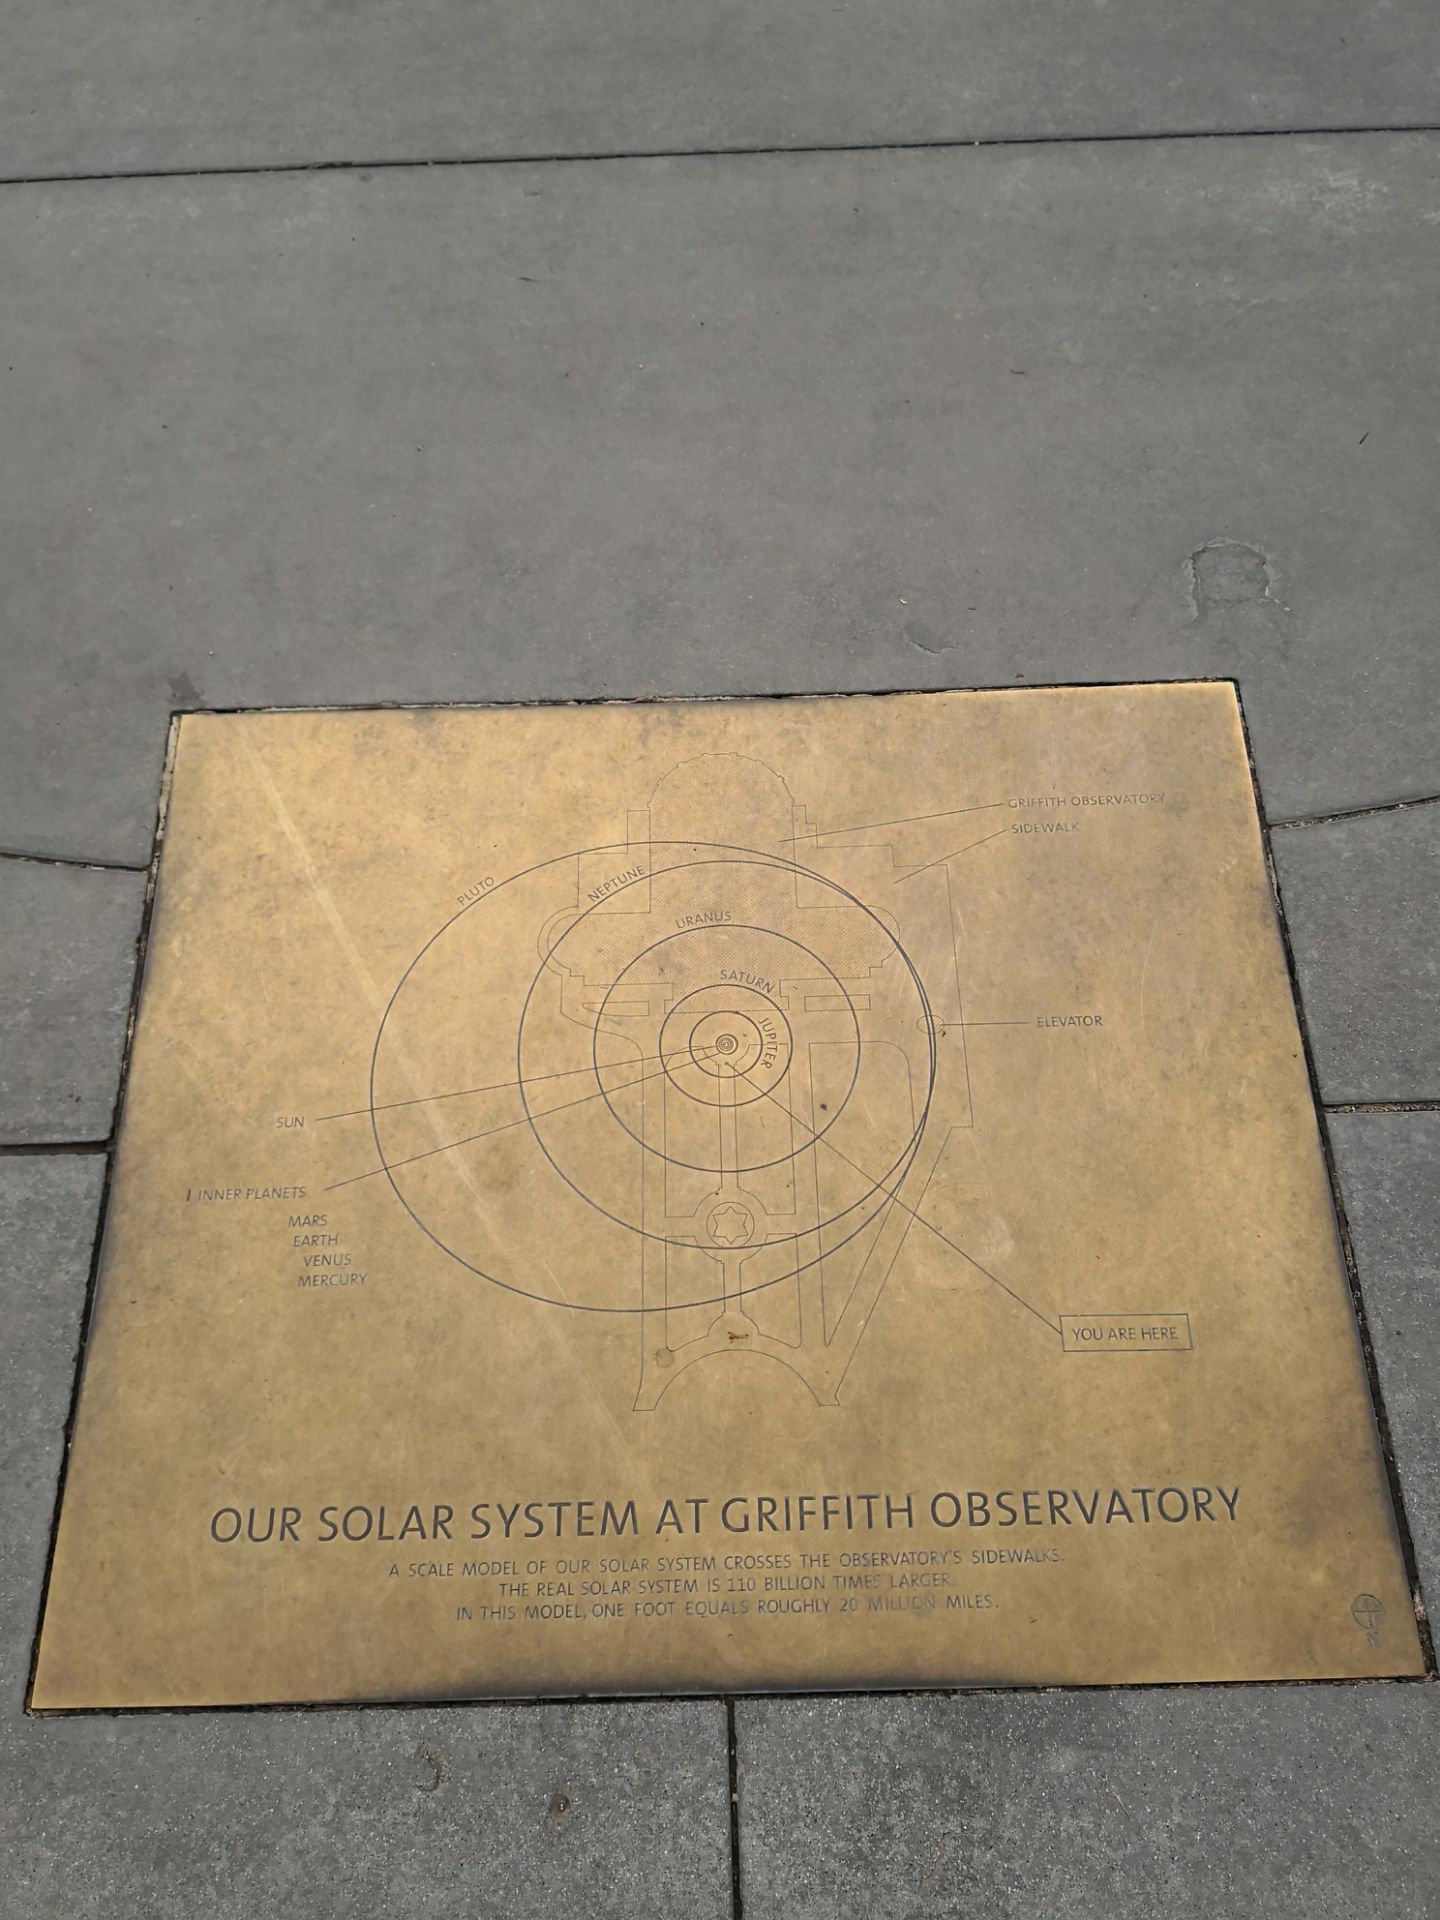 GRIFFITH OBSERVATORY
SIDEWALK
PLUTO
NEPTUNE
URANUS
SATURN
JUPITER
ELEVATOR
SUN
INNER PLANETS
MARS
EARTH
VENUS
MERCURY
YOU ARE HERE
OUR SOLAR SYSTEM AT GRIFFITH OBSERVATORY
A SCALE MODEL OF OUR SOLAR SYSTEM CROSSES THE OBSERVATORY'S SIDEWALKS.
THE REAL SOLAR SYSTEM IS 110 BILLION TIMES LARGER.
IN THIS MODEL, ONE FOOT EQUALS ROUGHLY 20 MILLION MILES.